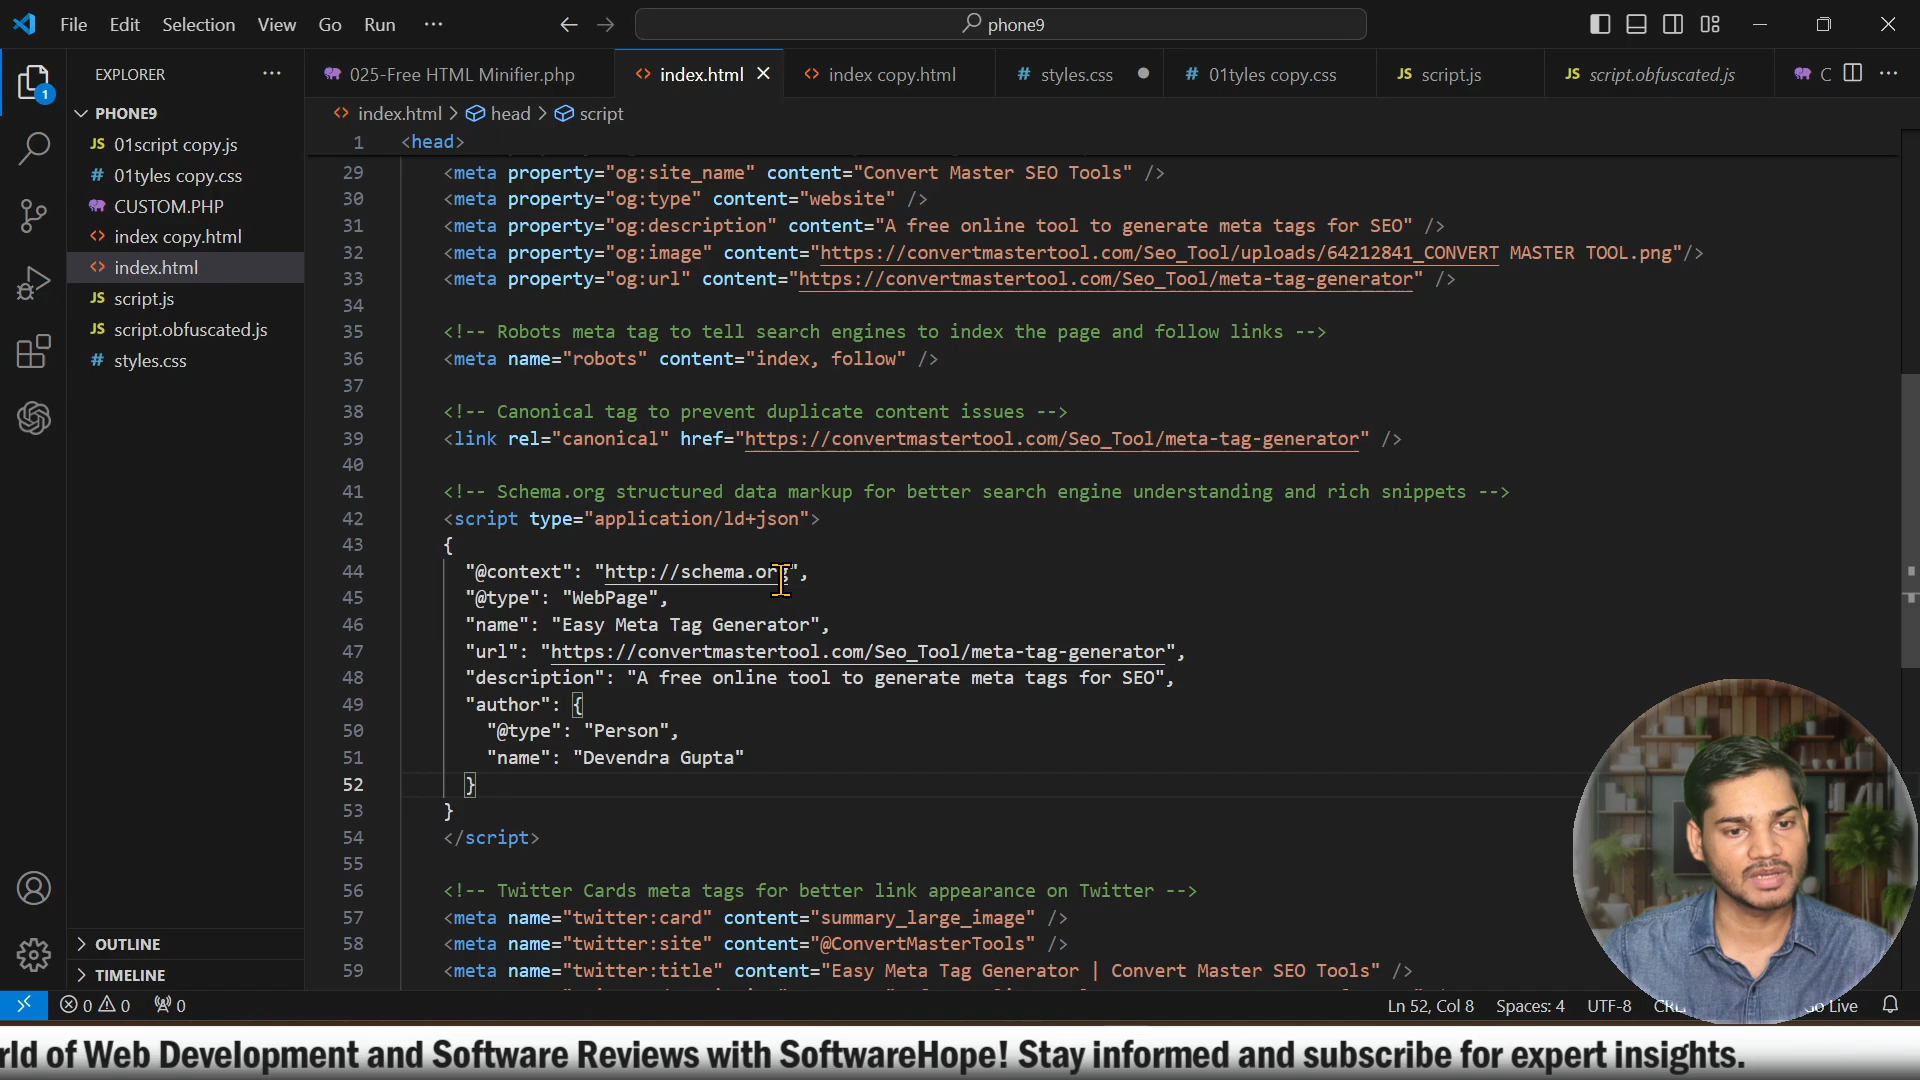 File Edit Selection View Go Run ··· phone9
EXPLORER ···
025-Free HTML Minifier.php index.html index copy.html styles.css 01tyles copy.css script.js script.obfuscated.js C ···
1
PHONE9
01script copy.js
01tyles copy.css
CUSTOM.PHP
index copy.html
index.html
script.js
script.obfuscated.js
styles.css
OUTLINE
TIMELINE
index.html > head > script
1 <head>
29 <meta property="og:site_name" content="Convert Master SEO Tools" />
30 <meta property="og:type" content="website" />
31 <meta property="og:description" content="A free online tool to generate meta tags for SEO" />
32 <meta property="og:image" content="https://convertmastertool.com/Seo_Tool/uploads/64212841_CONVERT MASTER TOOL.png"/>
33 <meta property="og:url" content="https://convertmastertool.com/Seo_Tool/meta-tag-generator" />
34
35 <!-- Robots meta tag to tell search engines to index the page and follow links -->
36 <meta name="robots" content="index, follow" />
37
38 <!-- Canonical tag to prevent duplicate content issues -->
39 <link rel="canonical" href="https://convertmastertool.com/Seo_Tool/meta-tag-generator" />
40
41 <!-- Schema.org structured data markup for better search engine understanding and rich snippets -->
42 <script type="application/ld+json">
43 {
44 "@context": "http://schema.org",
45 "@type": "WebPage",
46 "name": "Easy Meta Tag Generator",
47 "url": "https://convertmastertool.com/Seo_Tool/meta-tag-generator",
48 "description": "A free online tool to generate meta tags for SEO",
49 "author": {
50 "@type": "Person",
51 "name": "Devendra Gupta"
52 }
53 }
54 </script>
55
56 <!-- Twitter Cards meta tags for better link appearance on Twitter -->
57 <meta name="twitter:card" content="summary_large_image" />
58 <meta name="twitter:site" content="@ConvertMasterTools" />
59 <meta name="twitter:title" content="Easy Meta Tag Generator | Convert Master SEO Tools" />
0 0 0 Ln 52, Col 8 Spaces: 4 UTF-8 Live
rld of Web Development and Software Reviews with SoftwareHope! Stay informed and subscribe for expert insights.